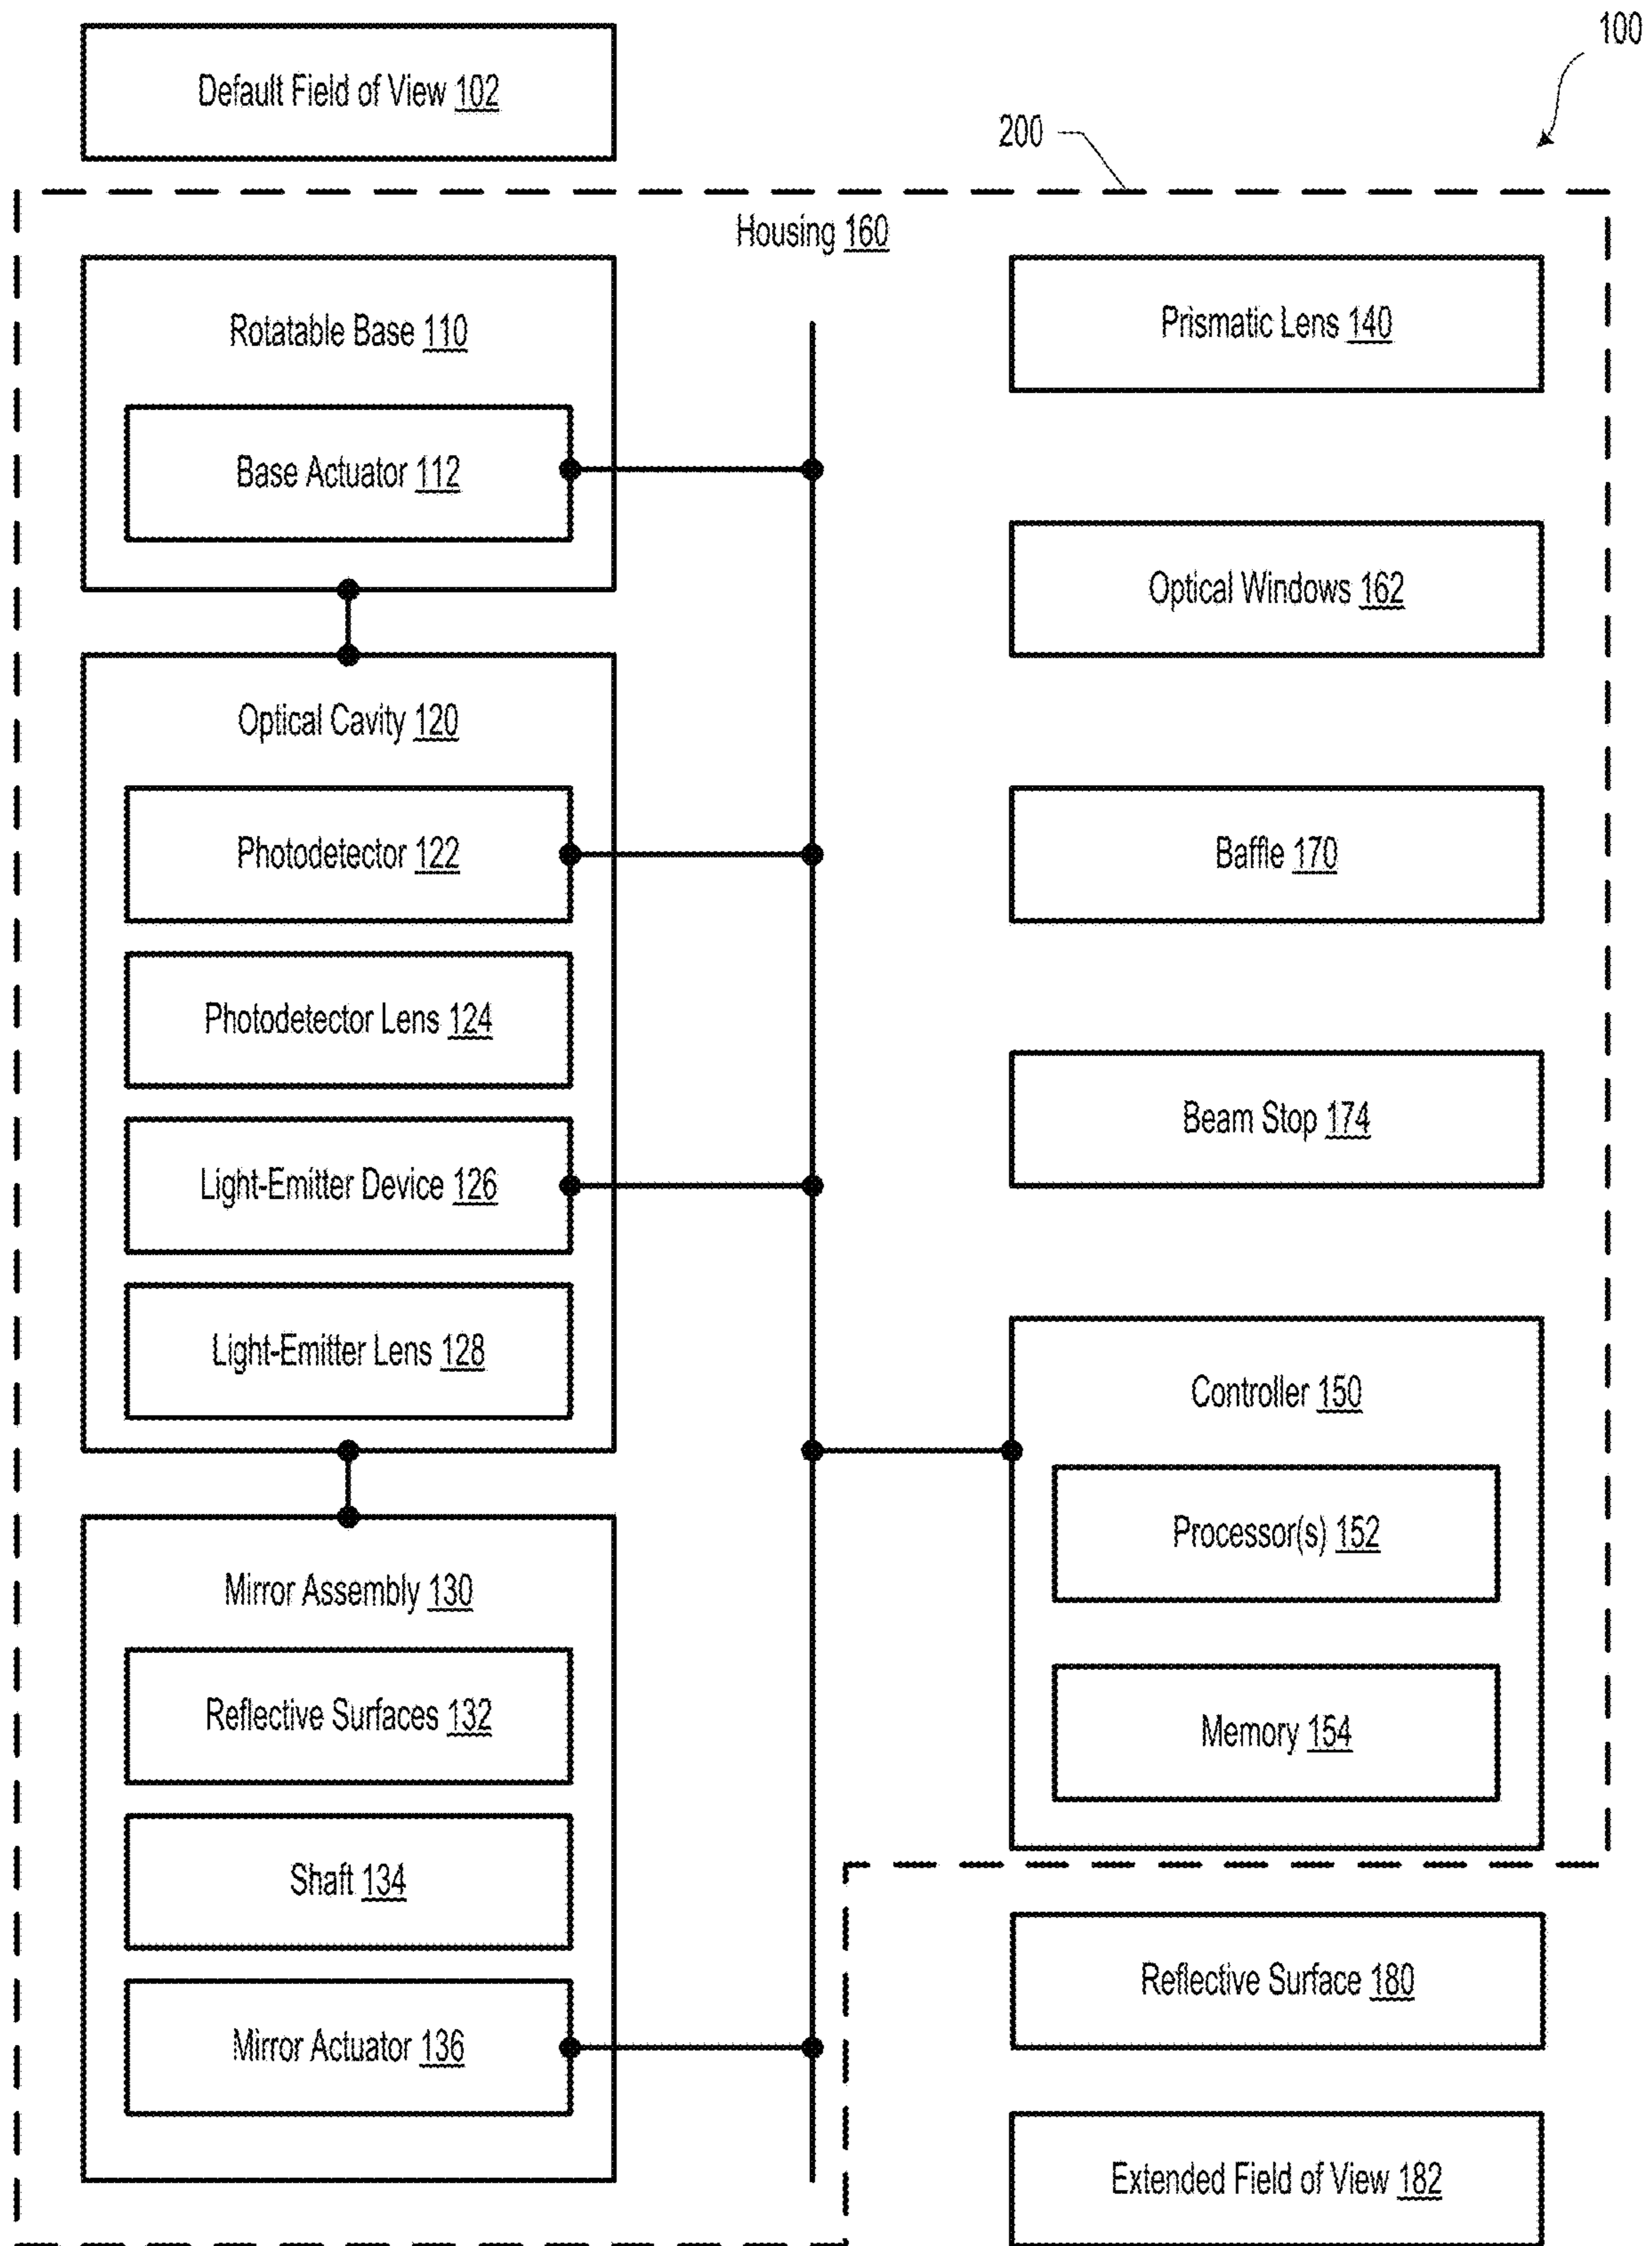 100
Default Field of View 102
200
Housing 160
Rotatable Base 110
Base Actuator 112
Optical Cavity 120
Photodetector 122
Photodetector Lens 124
Light-Emitter Device 126
Light-Emitter Lens 128
Mirror Assembly 130
Reflective Surfaces 132
Shaft 134
Mirror Actuator 136
Prismatic Lens 140
Optical Windows 162
Baffle 170
Beam Stop 174
Controller 150
Processor(s) 152
Memory 154
Reflective Surface 180
Extended Field of View 182